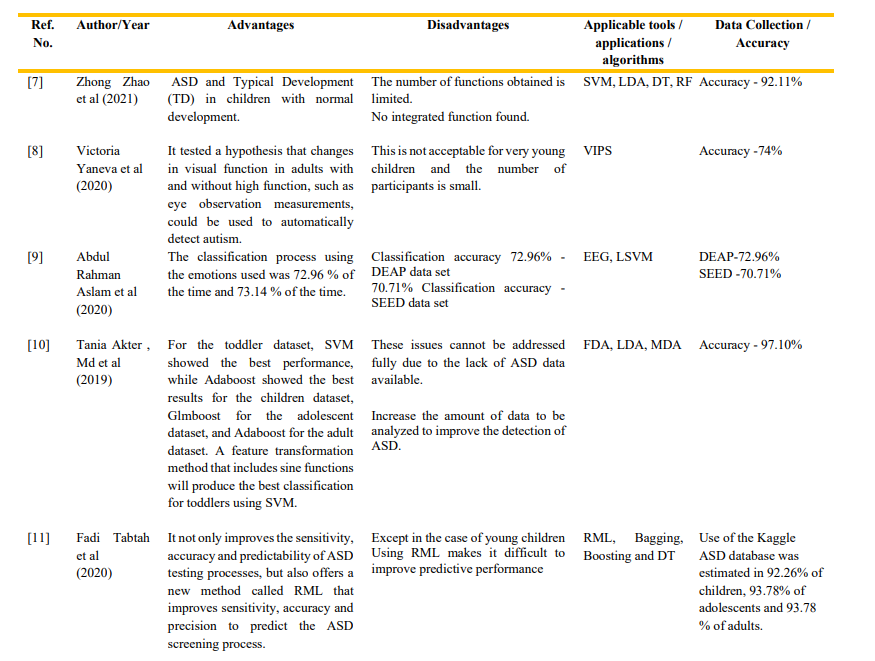 Ref. No.
Author/Year
Advantages
Disadvantages
Applicable tools /
applications /
algorithms
Data Collection /
Accuracy
[7]
Zhong Zhao
et al (2021)
ASD and Typical Development
(TD) in children with normal
development.
The number of functions obtained is
limited.
No integrated function found.
SVM, LDA, DT, RF
Accuracy - 92.11%
[8]
Victoria
Yaneva et al
(2020)
It tested a hypothesis that changes
in visual function in adults with
and without high function, such as
eye observation measurements,
could be used to automatically
detect autism.
This is not acceptable for very young
children and the number of
participants is small.
VIPS
Accuracy -74%
[9]
Abdul
Rahman
Aslam et al
(2020)
The classification process using
the emotions used was 72.96 % of
the time and 73.14 % of the time.
Classification accuracy 72.96% -
DEAP data set
70.71% Classification accuracy -
SEED data set
EEG, LSVM
DEAP-72.96%
SEED -70.71%
[10]
Tania Akter ,
Md et al
(2019)
For the toddler dataset, SVM
showed the best performance,
while Adaboost showed the best
results for the children dataset,
Glmboost for the adolescent
dataset, and Adaboost for the adult
dataset. A feature transformation
method that includes sine functions
will produce the best classification
for toddlers using SVM.
These issues cannot be addressed
fully due to the lack of ASD data
available.
Increase the amount of data to be
analyzed to improve the detection of
ASD.
FDA, LDA, MDA
Accuracy - 97.10%
[11]
Fadi Tabtah
et al
(2020)
It not only improves the sensitivity,
accuracy and predictability of ASD
testing processes, but also offers a
new method called RML that
improves sensitivity, accuracy and
precision to predict the ASD
screening process.
Except in the case of young children
Using RML makes it difficult to
improve predictive performance
RML, Bagging,
Boosting and DT
Use of the Kaggle
ASD database was
estimated in 92.26% of
children, 93.78% of
adolescents and 93.78
% of adults.